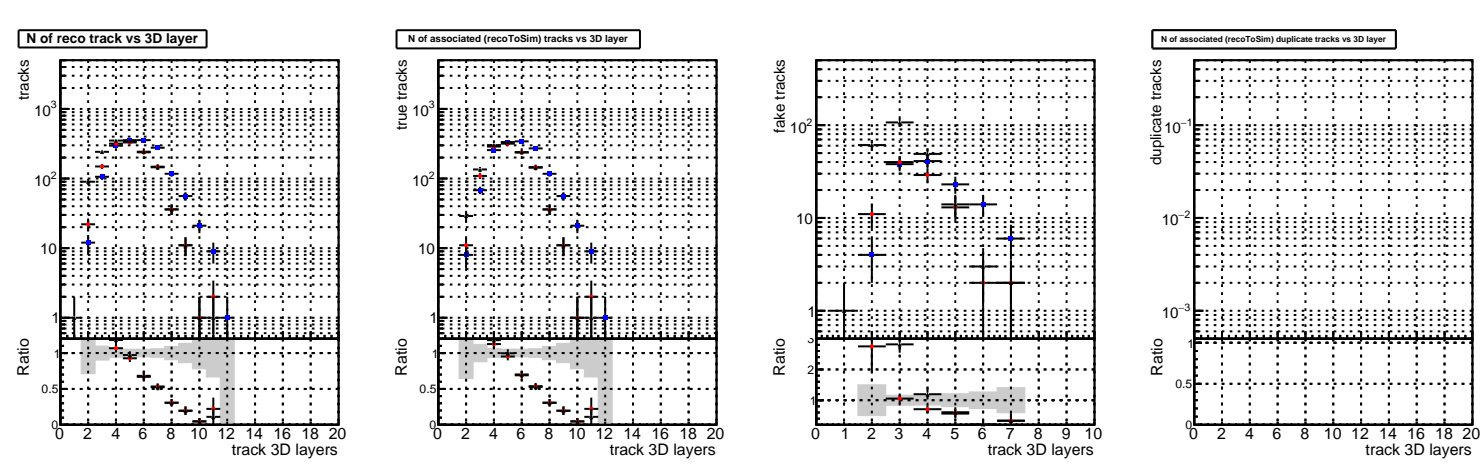 N of reco track vs 3D layer
tracks
10³
10²
10
1
Ratio
1
0.5
0
0 2 4 6 8 10 12 14 16 18 20
track 3D layers
N of associated (recoToSim) tracks vs 3D layer
true tracks
10³
10²
10
1
Ratio
1
0.5
0
0 2 4 6 8 10 12 14 16 18 20
track 3D layers
fake tracks
10²
10
1
Ratio
2
1
0 1 2 3 4 5 6 7 8 9 10
track 3D layers
N of associated (recoToSim) duplicate tracks vs 3D layer
duplicate tracks
10⁻¹
10⁻²
10⁻³
Ratio
1
0.5
0
0 2 4 6 8 10 12 14 16 18 20
track 3D layers